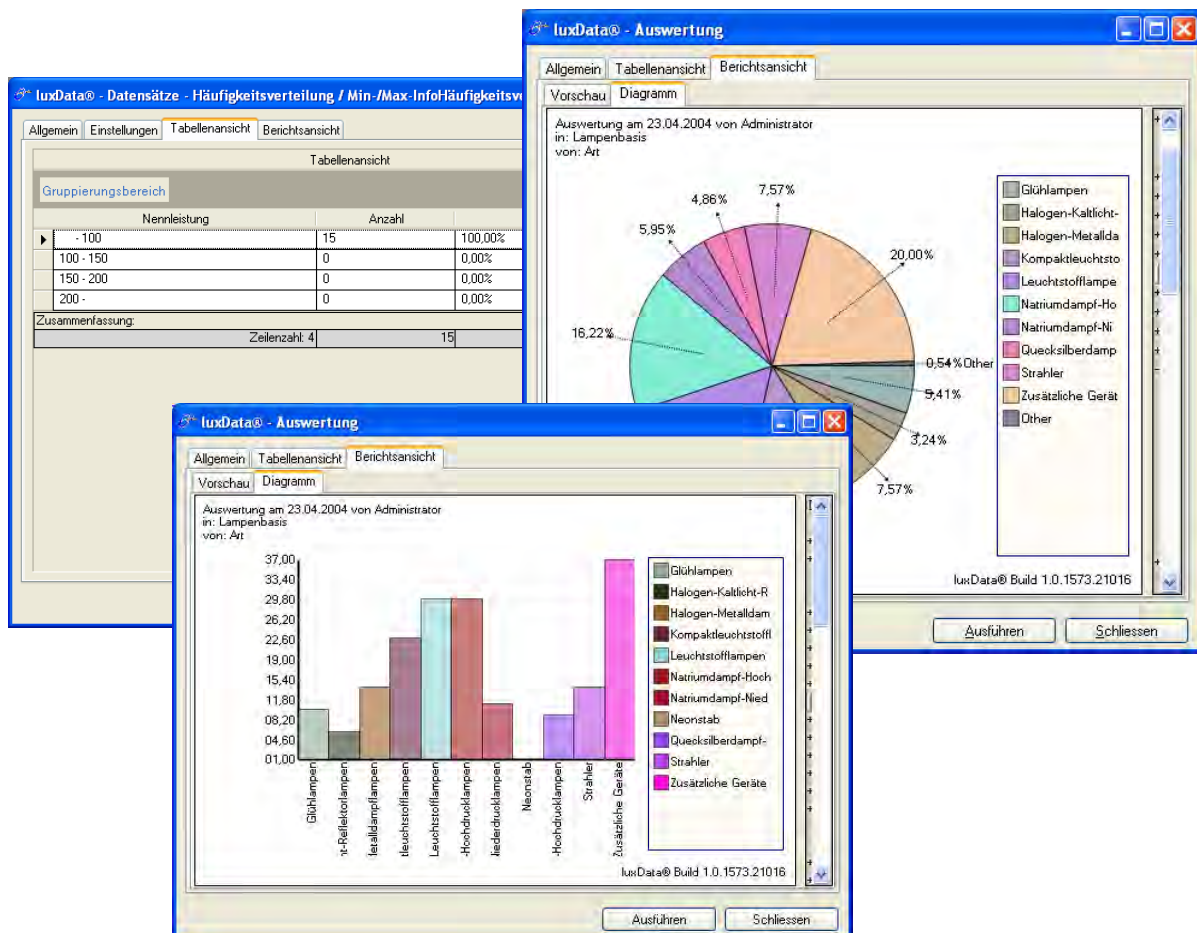 luxData® - Datensätze - Häufigkeitsverteilung / Min-/Max-InfoHäufigkeitsve
Allgemein Einstellungen Tabellenansicht Berichtsansicht
Tabellenansicht
Gruppierungsbereich
Nennleistung Anzahl
- 100 15 100,00%
100 - 150 0 0,00%
150 - 200 0 0,00%
200 - 0 0,00%
Zusammenfassung:
Zeilenzahl: 4 15
luxData® - Auswertung
Allgemein Tabellenansicht Berichtsansicht
Vorschau Diagramm
Auswertung am 23.04.2004 von Administrator
in: Lampenbasis
von: Art
7,57%
4,86%
5,95%
20,00%
16,22%
0,54% Other
5,41%
3,24%
7,57%
Glühlampen
Halogen-Kaltlicht-
Halogen-Metallda
Kompaktleuchtsto
Leuchtstofflampe
Natriumdampf-Ho
Natriumdampf-Ni
Quecksilberdamp
Strahler
Zusätzliche Gerät
Other
luxData® Build 1.0.1573.21016
Ausführen Schliessen
luxData® - Auswertung
Allgemein Tabellenansicht Berichtsansicht
Vorschau Diagramm
Auswertung am 23.04.2004 von Administrator
in: Lampenbasis
von: Art
37,00
33,40
29,80
26,20
22,60
19,00
15,40
11,80
08,20
04,60
01,00
Glühlampen
nt-Reflektorlampen
letalldampflampen
tleuchtstofflampen
Leuchtstofflampen
-Hochdrucklampen
liederdrucklampen
Neonstab
-Hochdrucklampen
Strahler
Zusätzliche Geräte
Glühlampen
Halogen-Kaltlicht-R
Halogen-Metalldam
Kompaktleuchtstoffl
Leuchtstofflampen
Natriumdampf-Hoch
Natriumdampf-Nied
Neonstab
Quecksilberdampf-
Strahler
Zusätzliche Geräte
luxData® Build 1.0.1573.21016
Ausführen Schliessen